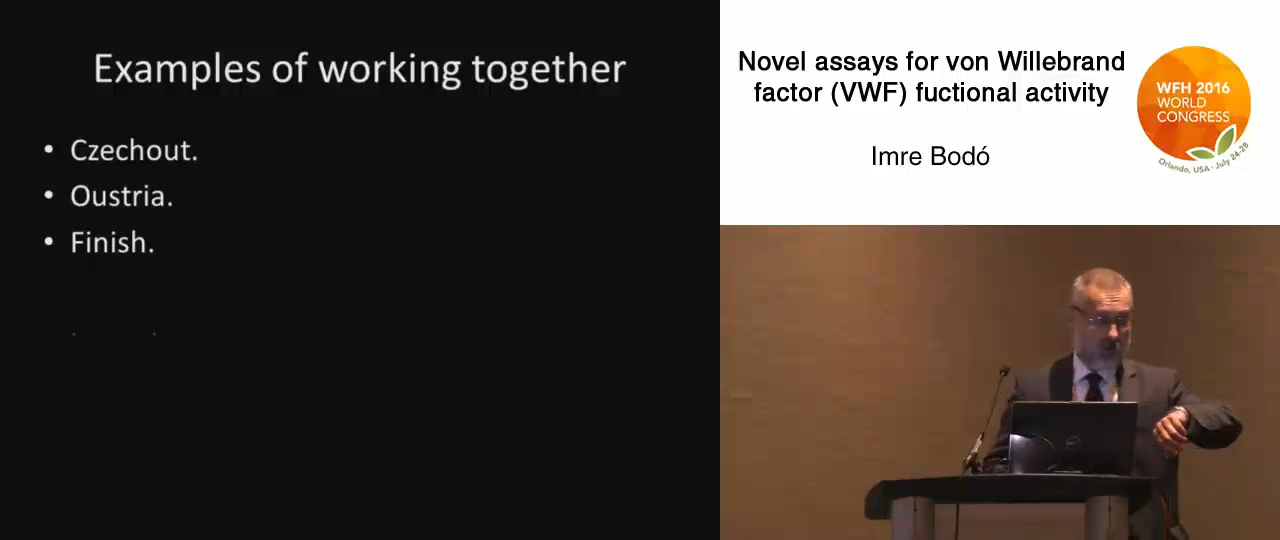 Examples of working together
• Czechout.
• Oustria.
• Finish.
Novel assays for von Willebrand
factor (VWF) fuctional activity
Imre Bodó
WFH 2016
WORLD
CONGRESS
Orlando, USA · July 24-28